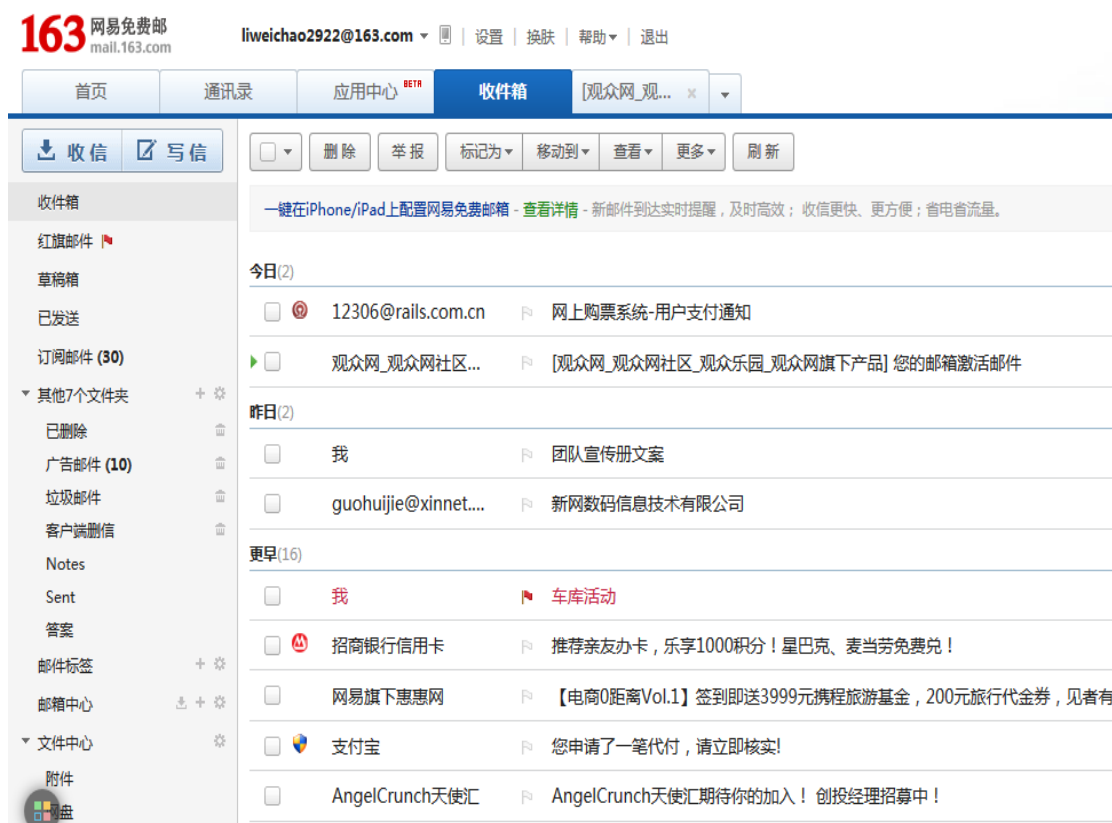 163 网易免费邮
mail.163.com
liweichao2922@163.com 设置 | 换肤 | 帮助 | 退出
首页 通讯录 应用中心 BETA 收件箱 [观众网_观...
收信 写信
删除 举报 标记为 移动到 查看 更多 刷新
收件箱
红旗邮件
草稿箱
已发送
订阅邮件 (30)
其他7个文件夹
已删除
广告邮件 (10)
垃圾邮件
客户端删信
Notes
Sent
答案
邮件标签
邮箱中心
文件中心
附件
盘
一键在iPhone/iPad上配置网易免费邮箱 - 查看详情 - 新邮件到达实时提醒，及时高效； 收信更快、更方便；省电省流量。
今日(2)
12306@rails.com.cn 网上购票系统-用户支付通知
观众网_观众网社区... [观众网_观众网社区_观众乐园_观众网旗下产品] 您的邮箱激活邮件
昨日(2)
我 团队宣传册文案
guohuijie@xinnet.... 新网数码信息技术有限公司
更早(16)
我 车库活动
招商银行信用卡 推荐亲友办卡，乐享1000积分！星巴克、麦当劳免费兑！
网易旗下惠惠网 【电商0距离Vol.1】签到即送3999元携程旅游基金，200元旅行代金券，见者有
支付宝 您申请了一笔代付，请立即核实!
AngelCrunch天使汇 AngelCrunch天使汇期待你的加入！ 创投经理招募中！